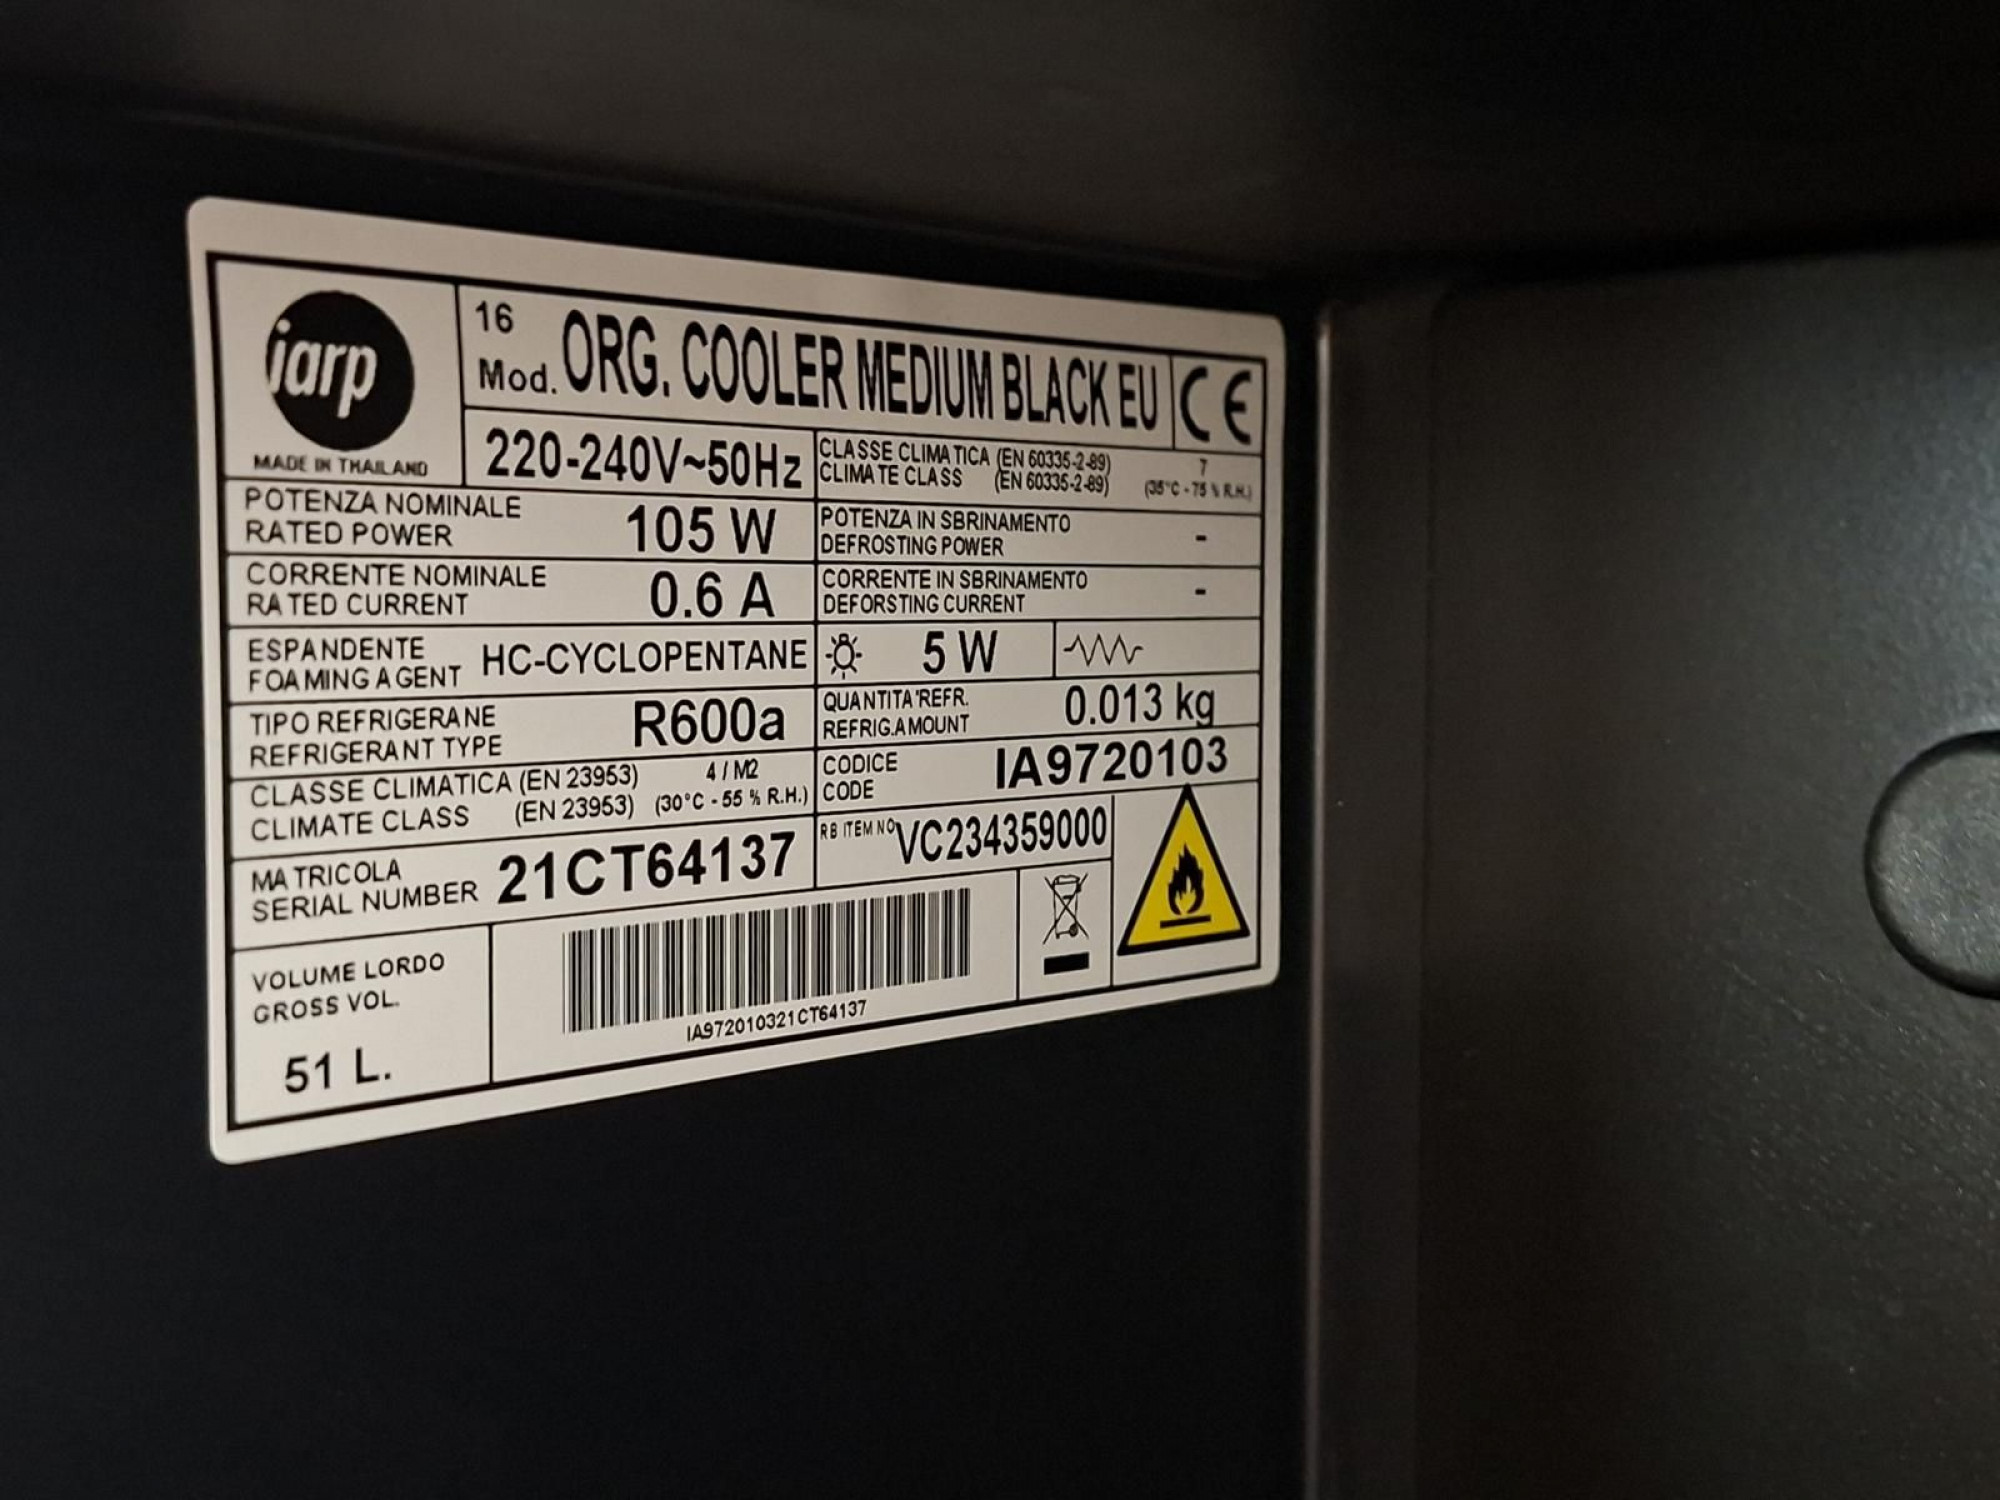 iarp
MADE IN THAILAND
16
Mod. ORG. COOLER MEDIUM BLACK EU
CE
220-240V~50Hz
CLASSE CLIMATICA (EN 60335-2-89)
CLIMATE CLASS (EN 60335-2-89)
7
(35°C - 75 % R.H.)
POTENZA NOMINALE
RATED POWER
105 W
POTENZA IN SBRINAMENTO
DEFROSTING POWER
-
CORRENTE NOMINALE
RATED CURRENT
0.6 A
CORRENTE IN SBRINAMENTO
DEFORSTING CURRENT
-
ESPANDENTE
FOAMING AGENT
HC-CYCLOPENTANE
5 W
TIPO REFRIGERANE
REFRIGERANT TYPE
R600a
QUANTITA'REFR.
REFRIG.AMOUNT
0.013 kg
CLASSE CLIMATICA (EN 23953)
CLIMATE CLASS (EN 23953)
4 / M2
(30°C - 55 % R.H.)
CODICE
CODE
IA9720103
MATRICOLA
SERIAL NUMBER
21CT64137
RB ITEM NO VC234359000
VOLUME LORDO
GROSS VOL.
51 L.
IA972010321CT64137